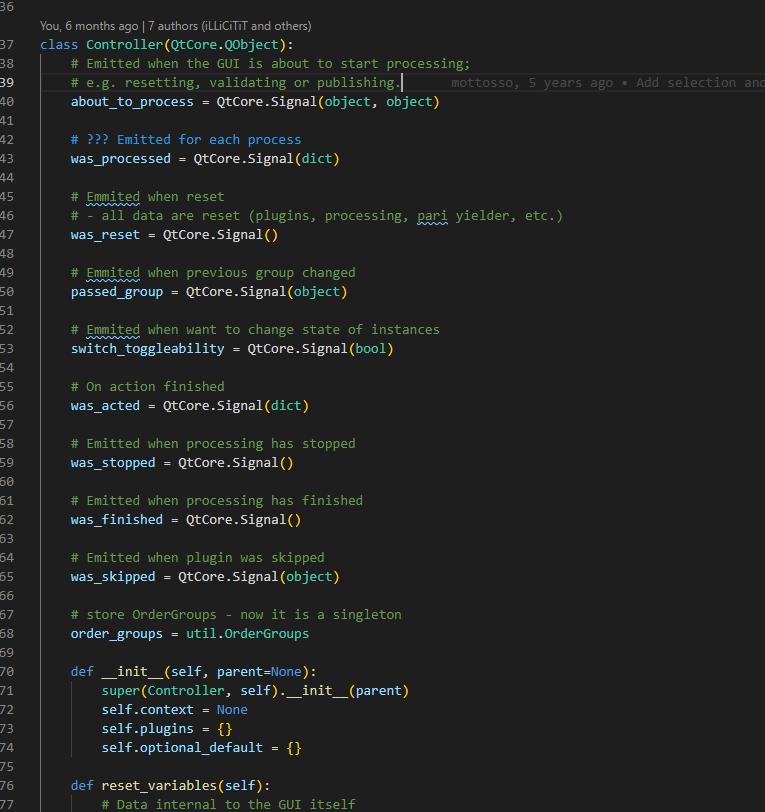 36
You, 6 months ago | 7 authors (iLLiCiTiT and others)
37 class Controller(QtCore.QObject):
38     # Emitted when the GUI is about to start processing;
39     # e.g. resetting, validating or publishing.      mottosso, 5 years ago • Add selection and
40     about_to_process = QtCore.Signal(object, object)
41
42     # ??? Emitted for each process
43     was_processed = QtCore.Signal(dict)
44
45     # Emmited when reset
46     # - all data are reset (plugins, processing, pari yielder, etc.)
47     was_reset = QtCore.Signal()
48
49     # Emmited when previous group changed
50     passed_group = QtCore.Signal(object)
51
52     # Emmited when want to change state of instances
53     switch_toggleability = QtCore.Signal(bool)
54
55     # On action finished
56     was_acted = QtCore.Signal(dict)
57
58     # Emitted when processing has stopped
59     was_stopped = QtCore.Signal()
60
61     # Emitted when processing has finished
62     was_finished = QtCore.Signal()
63
64     # Emitted when plugin was skipped
65     was_skipped = QtCore.Signal(object)
66
67     # store OrderGroups - now it is a singleton
68     order_groups = util.OrderGroups
69
70     def __init__(self, parent=None):
71         super(Controller, self).__init__(parent)
72         self.context = None
73         self.plugins = {}
74         self.optional_default = {}
75
76     def reset_variables(self):
77         # Data internal to the GUI itself